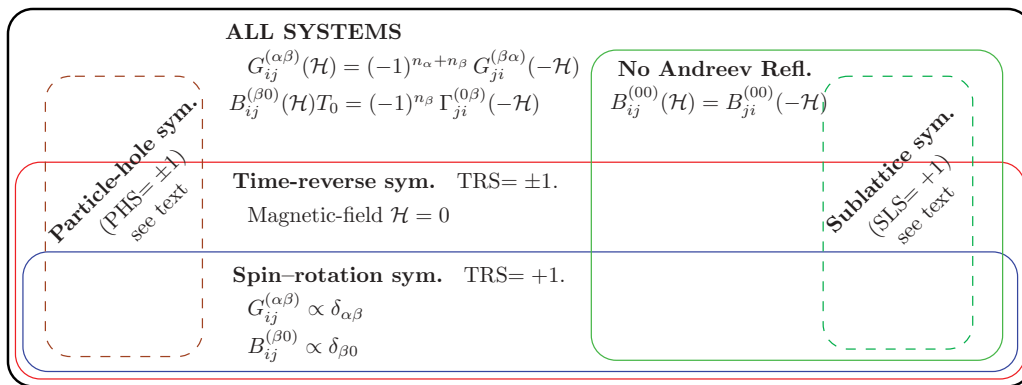 ALL SYSTEMS
G_{ij}^{(αβ)}(ℋ) = (−1)^{n_α+n_β} G_{ji}^{(βα)}(−ℋ)
B_{ij}^{(β0)}(ℋ)T_0 = (−1)^{n_β} Γ_{ji}^{(0β)}(−ℋ)
No Andreev Refl.
B_{ij}^{(00)}(ℋ) = B_{ji}^{(00)}(−ℋ)
Particle-hole sym.
(PHS= ±1)
see text
Time-reverse sym. TRS= ±1.
Magnetic-field ℋ = 0
Sublattice sym.
(SLS= +1)
see text
Spin–rotation sym. TRS= +1.
G_{ij}^{(αβ)} ∝ δ_{αβ}
B_{ij}^{(β0)} ∝ δ_{β0}